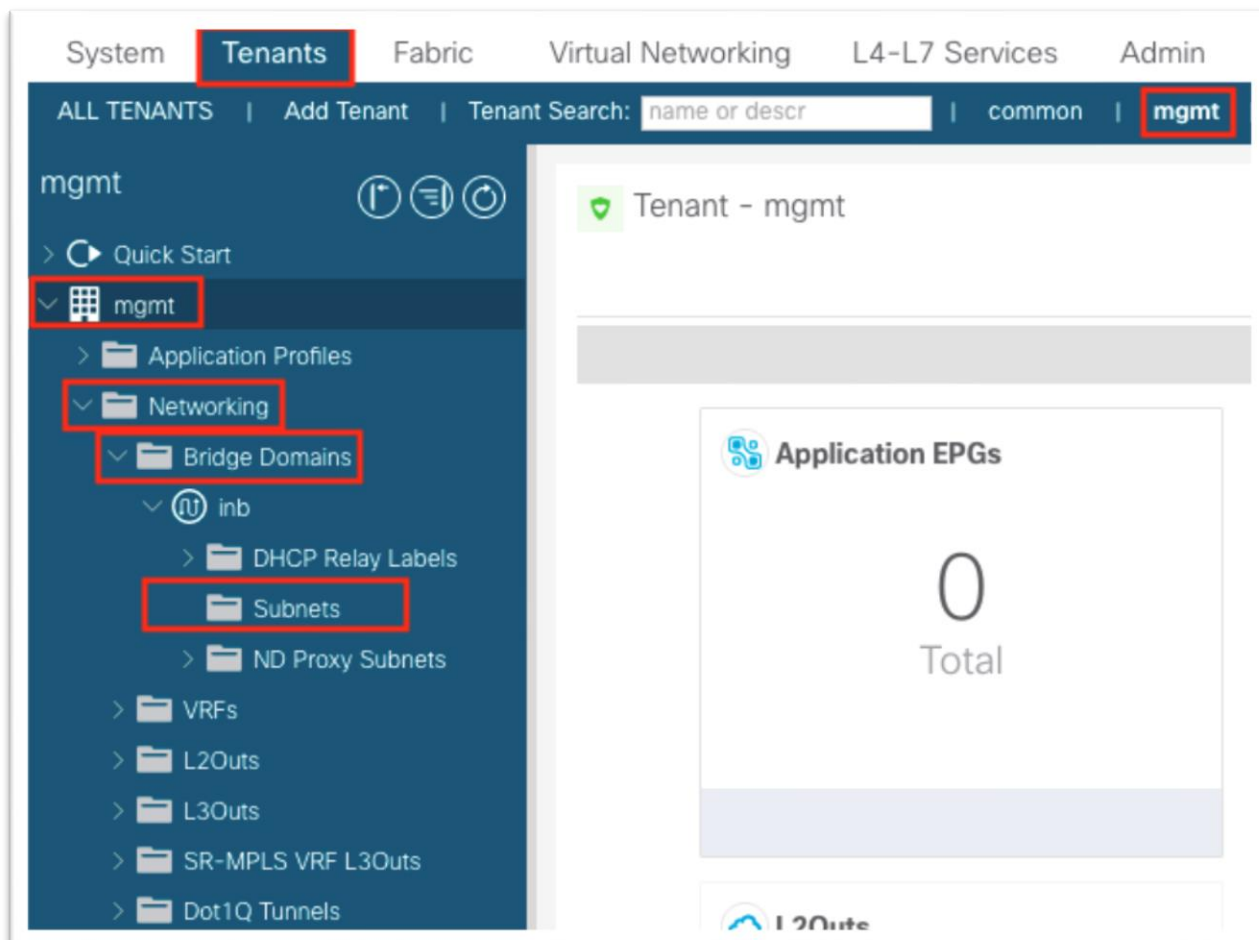 System Tenants Fabric Virtual Networking L4-L7 Services Admin
ALL TENANTS | Add Tenant | Tenant Search: name or descr | common | mgmt
mgmt
Quick Start
mgmt
Application Profiles
Networking
Bridge Domains
inb
DHCP Relay Labels
Subnets
ND Proxy Subnets
VRFs
L2Outs
L3Outs
SR-MPLS VRF L3Outs
Dot1Q Tunnels
Tenant - mgmt
Application EPGs
0
Total
L2Outs